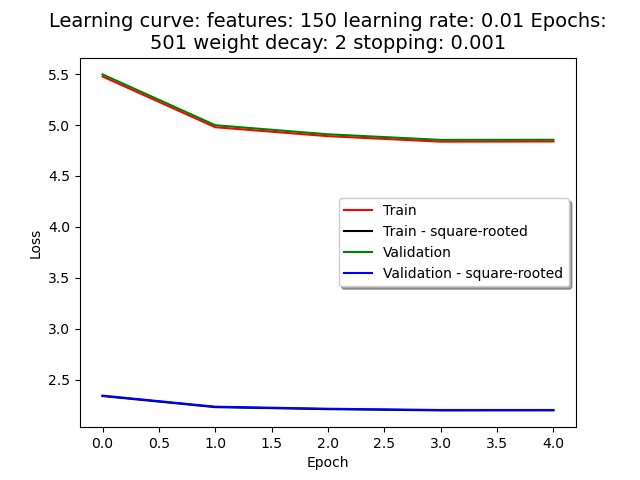 Learning curve: features: 150 learning rate: 0.01 Epochs:
501 weight decay: 2 stopping: 0.001
5.5
5.0
4.5
4.0
3.5
3.0
2.5
Loss
Train
Train - square-rooted
Validation
Validation - square-rooted
0.0 0.5 1.0 1.5 2.0 2.5 3.0 3.5 4.0
Epoch